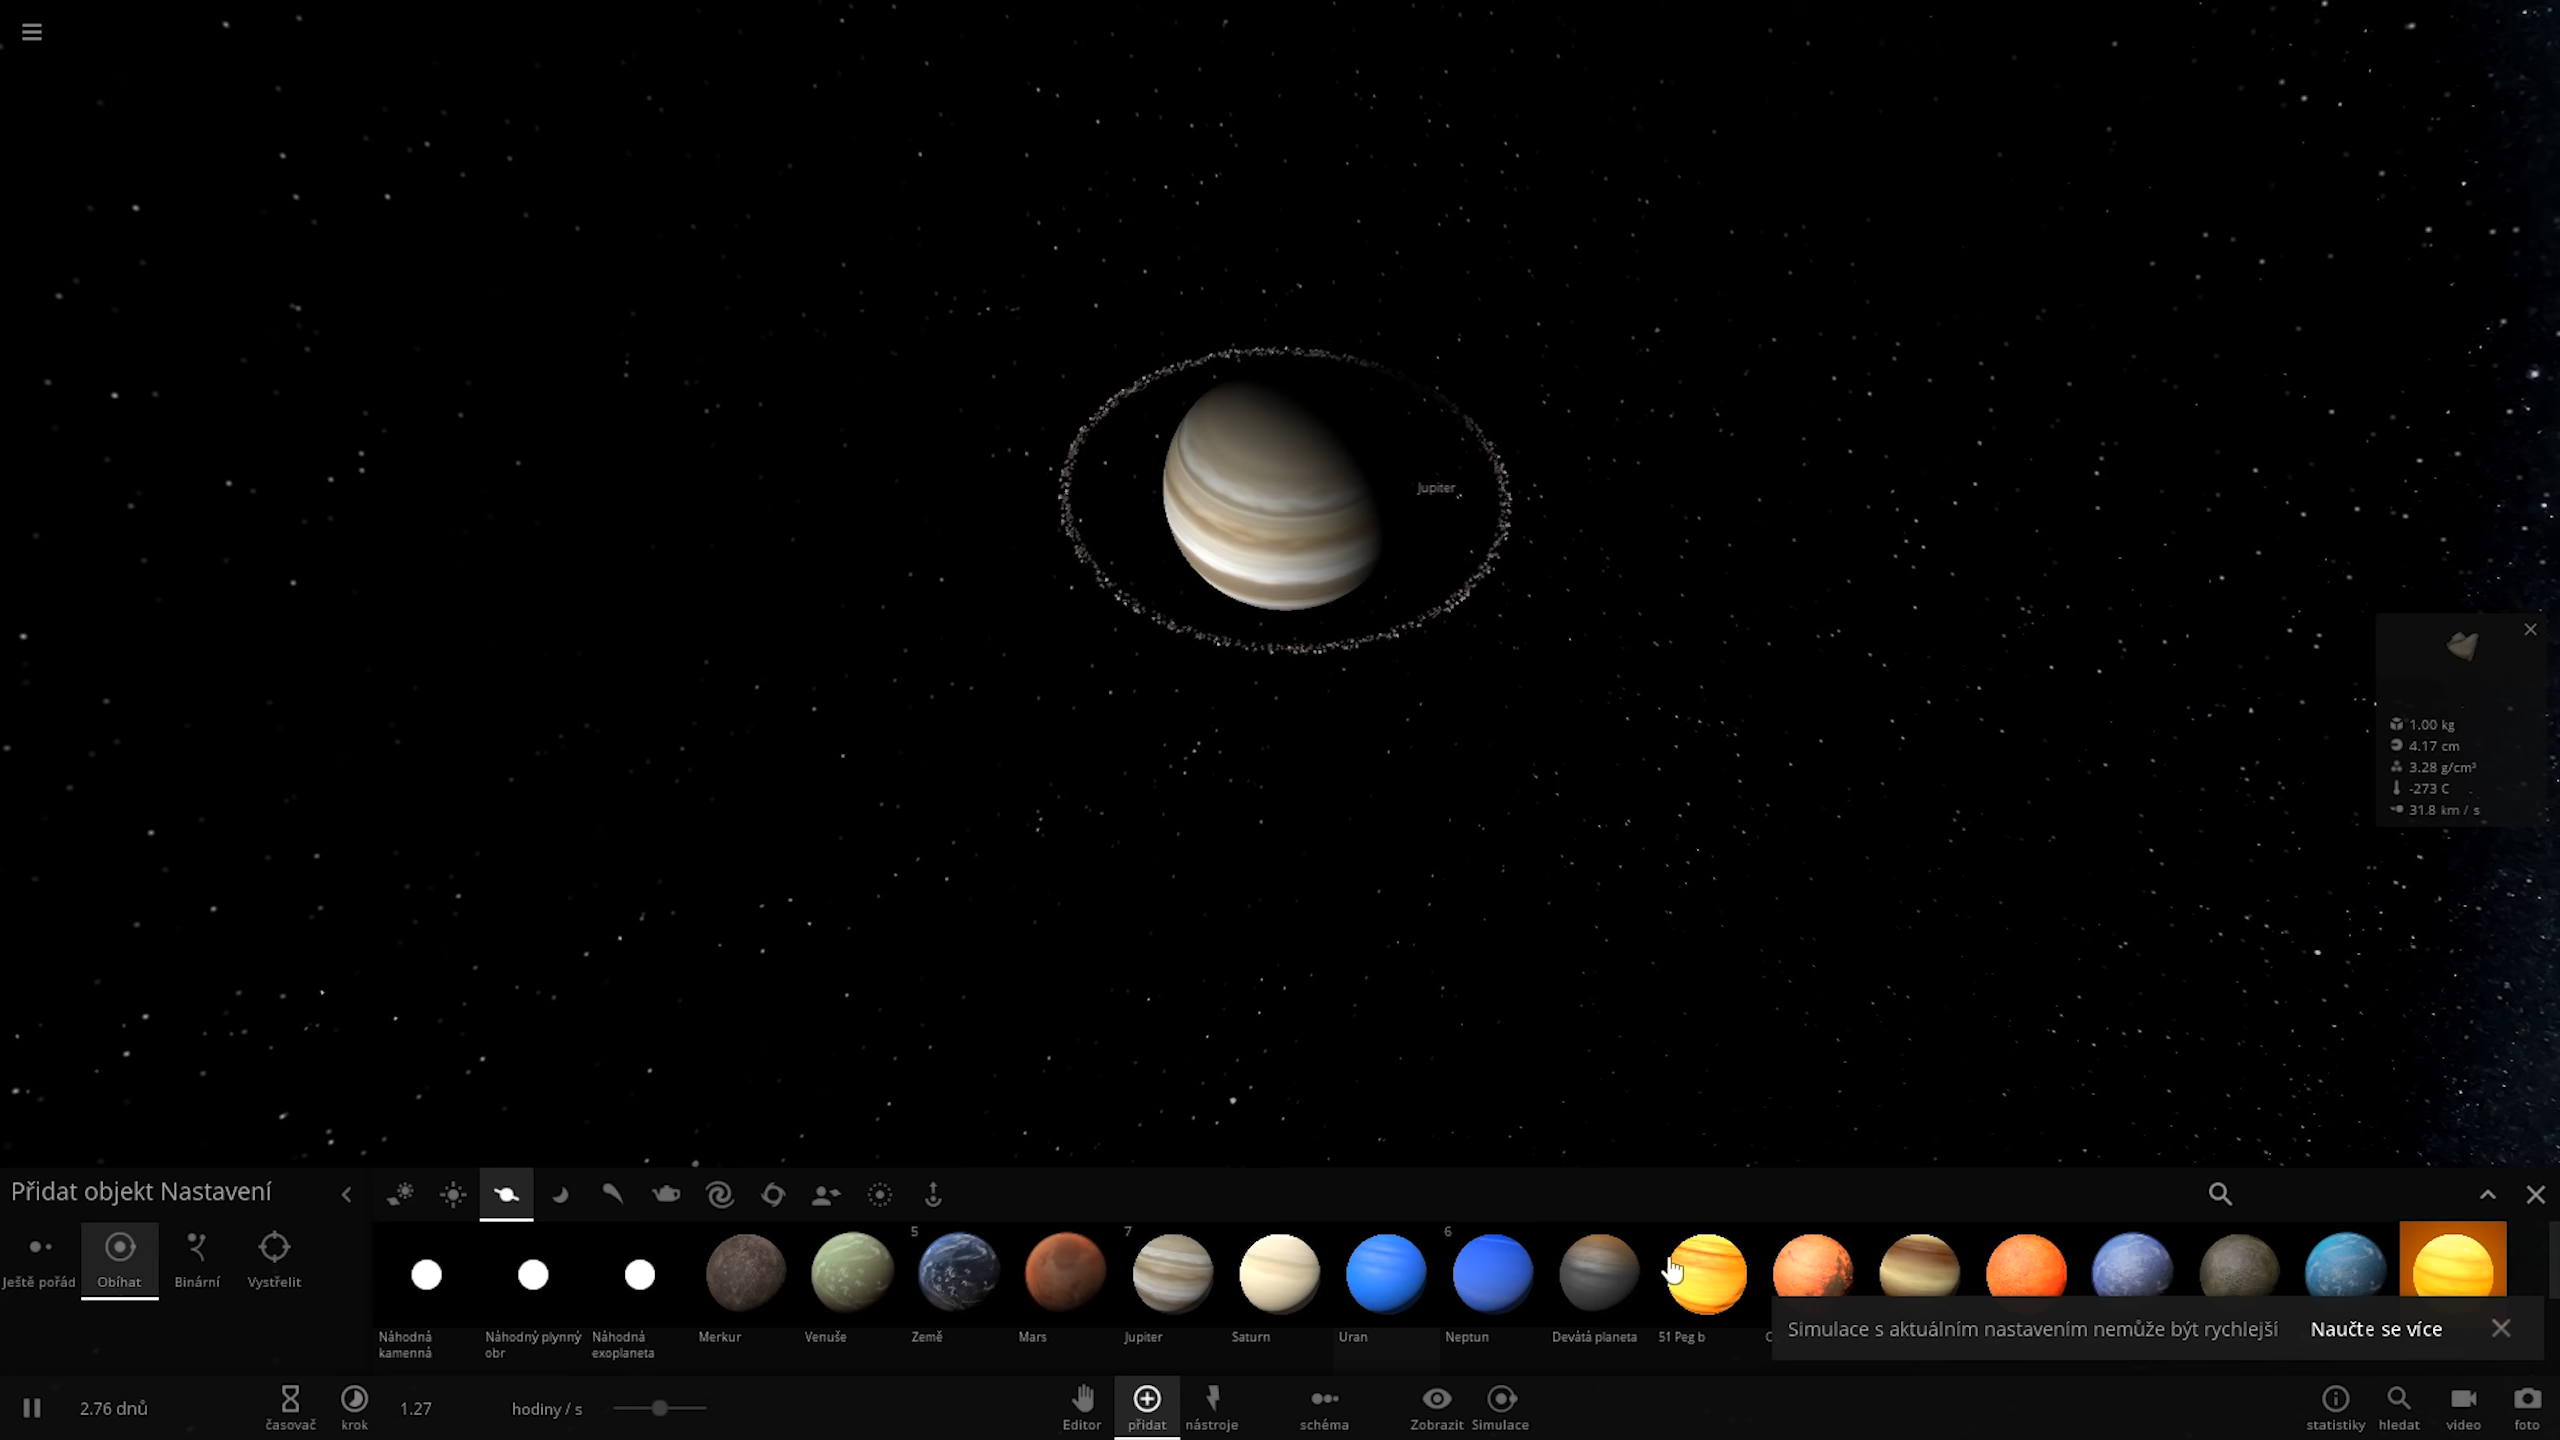 Jupiter
1.00 kg
4.17 cm
3.28 g/cm³
-273 C
31.8 km / s
Přidat objekt Nastavení
Ještě pořád
Obíhat
Binární
Vystřelit
5
7
6
Náhodná kamenná
Náhodný plynný obr
Náhodná exoplaneta
Merkur
Venuše
Země
Mars
Jupiter
Saturn
Uran
Neptun
Devátá planeta
51 Peg b
Simulace s aktuálním nastavením nemůže být rychlejší
Naučte se více
2.76 dnů
časovač
krok
1.27
hodiny / s
Editor
přidat
nástroje
schéma
Zobrazit
Simulace
statistiky
hledat
video
foto